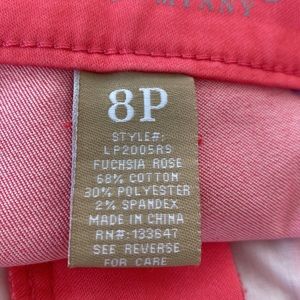 8P
STYLE#:
LP2005RS
FUCHSIA ROSE
68% COTTON
30% POLYESTER
2% SPANDEX
MADE IN CHINA
RN#: 133647
SEE REVERSE
FOR CARE